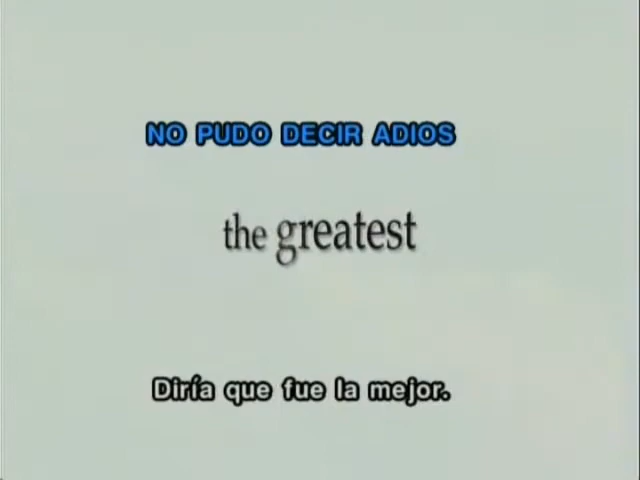 NO PUDO DECIR ADIOS
the greatest
Diría que fue la mejor.